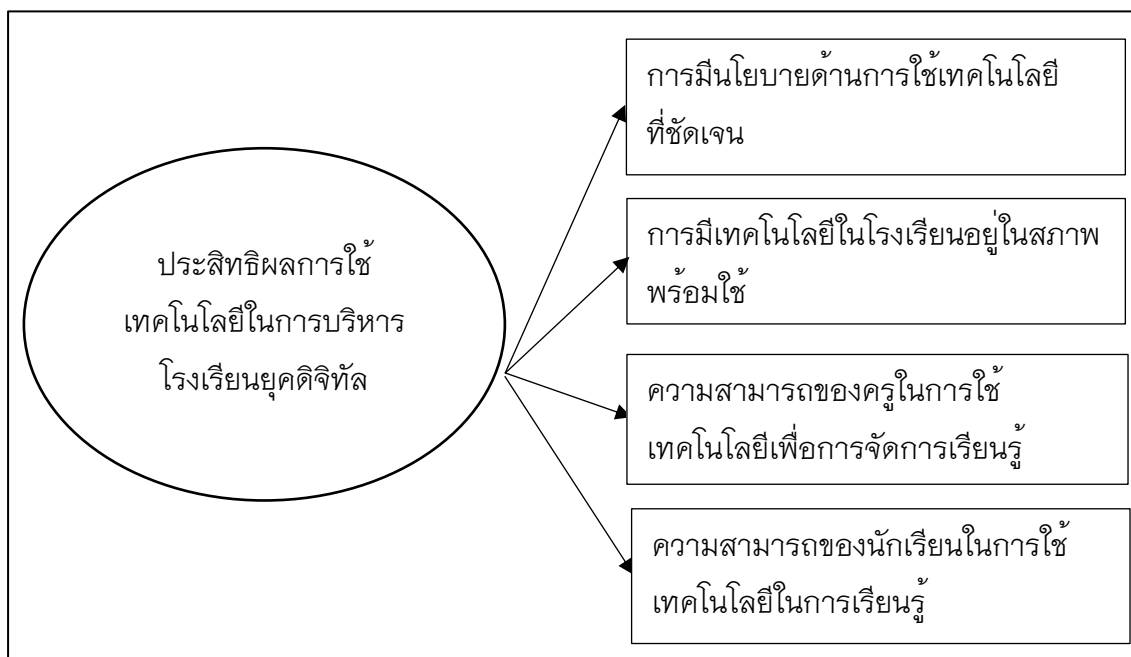 ประสิทธิผลการใช้
เทคโนโลยีในการบริหาร
โรงเรียนยุคดิจิทัล
การมีนโยบายด้านการใช้เทคโนโลยี
ที่ชัดเจน
การมีเทคโนโลยีในโรงเรียนอยู่ในสภาพ
พร้อมใช้
ความสามารถของครูในการใช้
เทคโนโลยีเพื่อการจัดการเรียนรู้
ความสามารถของนักเรียนในการใช้
เทคโนโลยีในการเรียนรู้